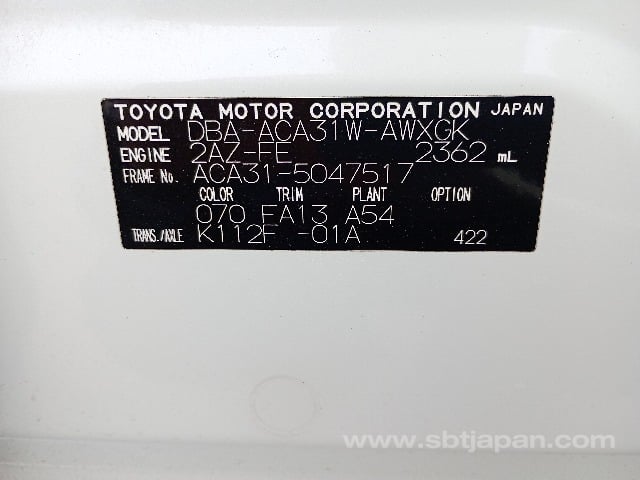 TOYOTA MOTOR CORPORATION JAPAN
MODEL DBA-ACA31W-AWXGK
ENGINE 2AZ-FE 2362 mL
FRAME No. ACA31-5047517
COLOR TRIM PLANT OPTION
070 FA13 A54
TRANS./AXLE K112F -01A 422
www.sbtjapan.com